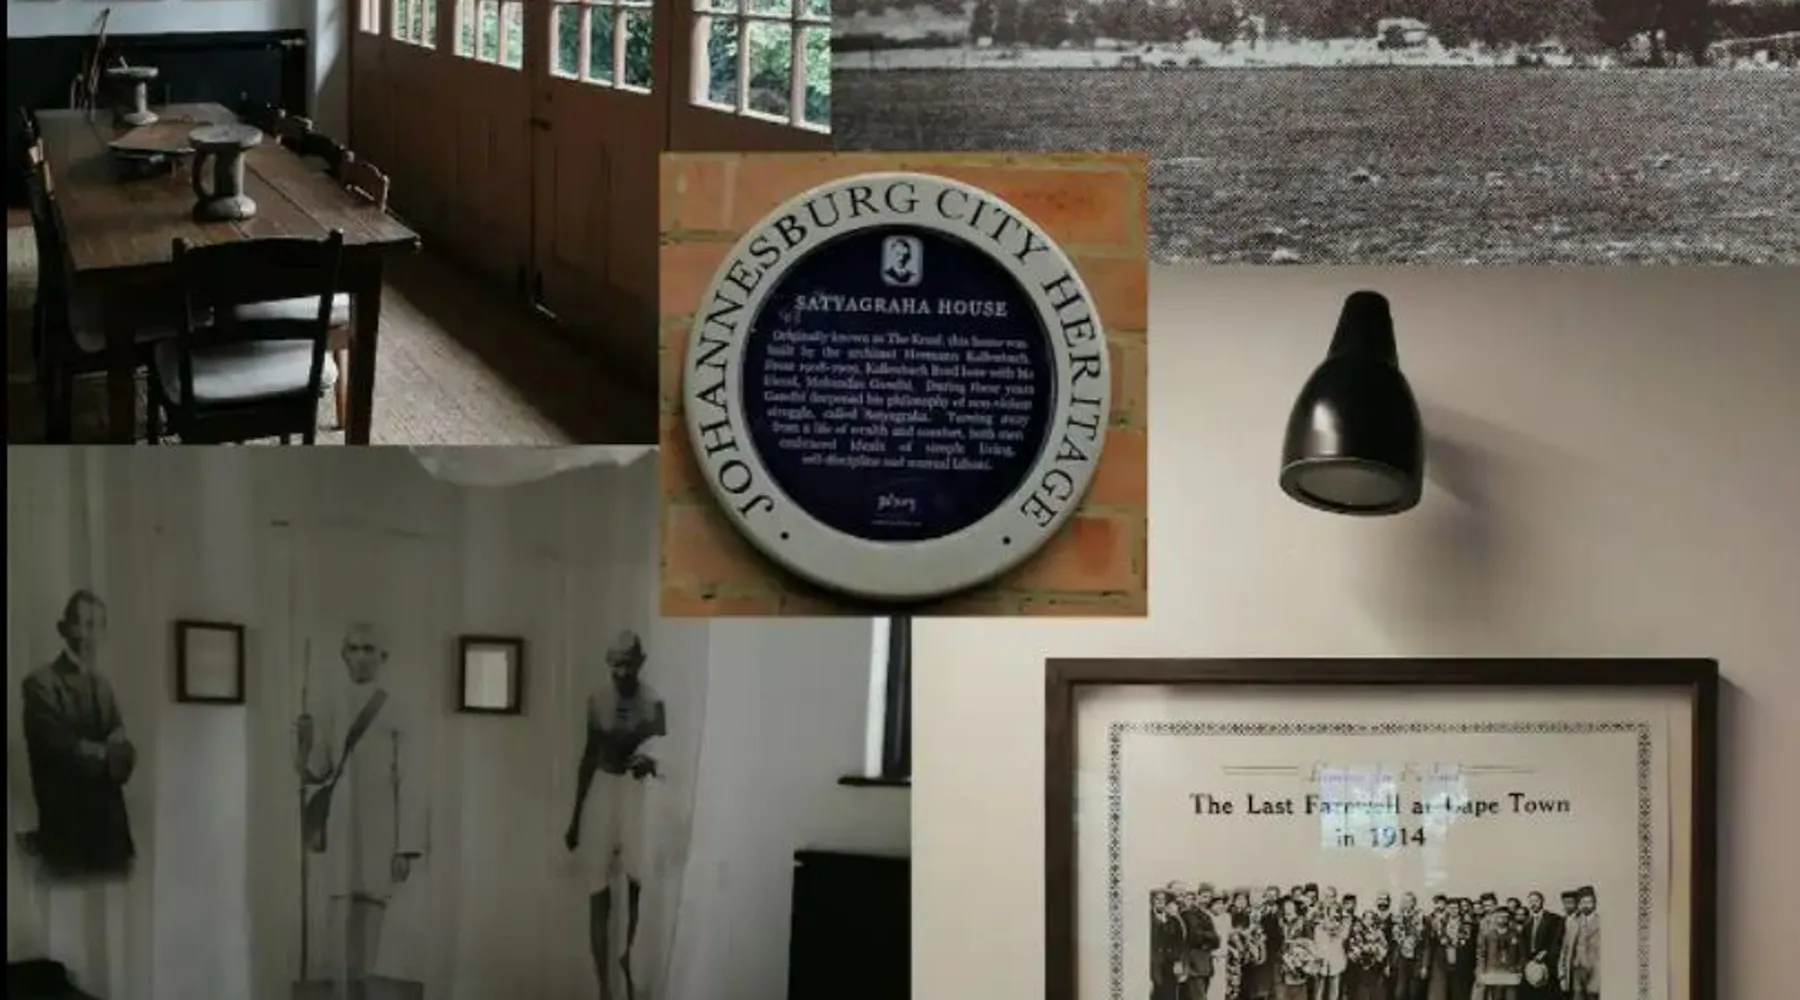 JOHANNESBURG CITY HERITAGE
SATYAGRAHA HOUSE
Originally known as The Kraal, this house was
built by the architect Hermann Kallenbach.
From 1908-1909, Kallenbach lived here with his
friend, Mohandas Gandhi. During these years
Gandhi deepened his philosophy of non-violent
struggle, called 'Satyagraha.' Turning away
from a life of wealth and comfort, both men
embraced ideals of simple living,
self-discipline and manual labour.
The Last Farewell at Cape Town
in 1914